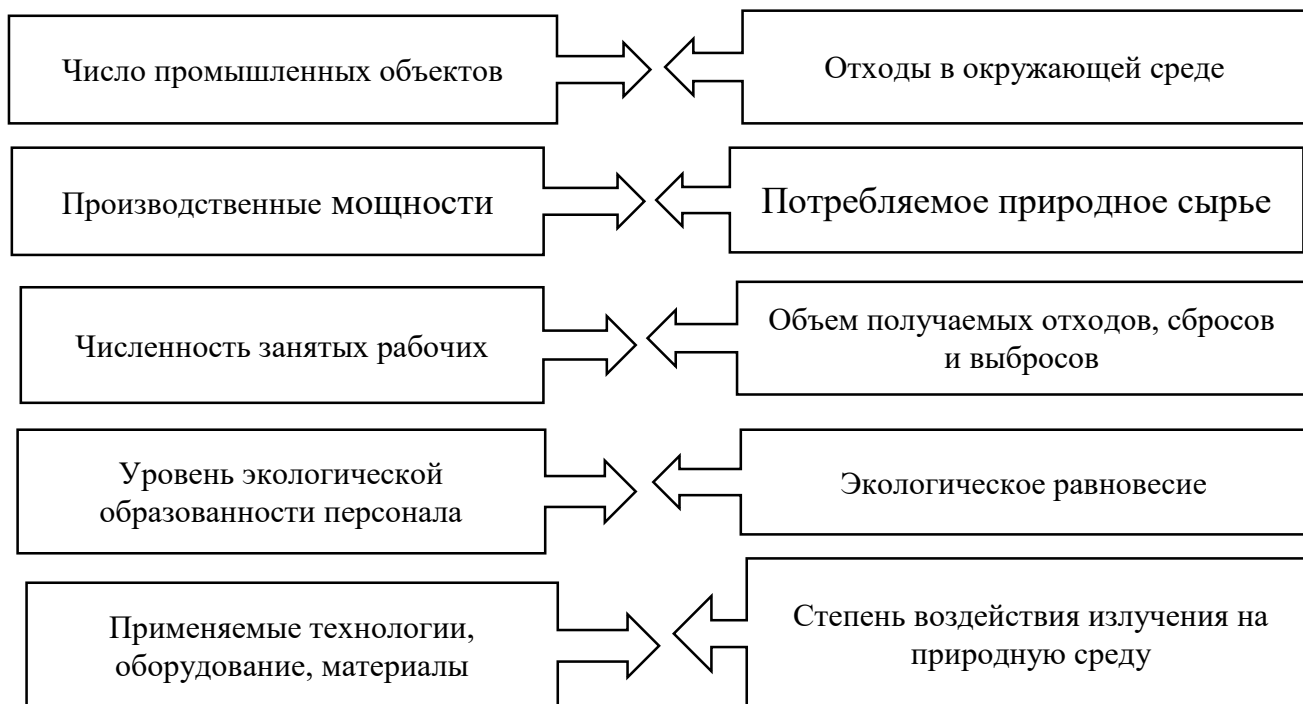 Число промышленных объектов
Отходы в окружающей среде
Производственные мощности
Потребляемое природное сырье
Численность занятых рабочих
Объем получаемых отходов, сбросов
и выбросов
Уровень экологической
образованности персонала
Экологическое равновесие
Применяемые технологии,
оборудование, материалы
Степень воздействия излучения на
природную среду